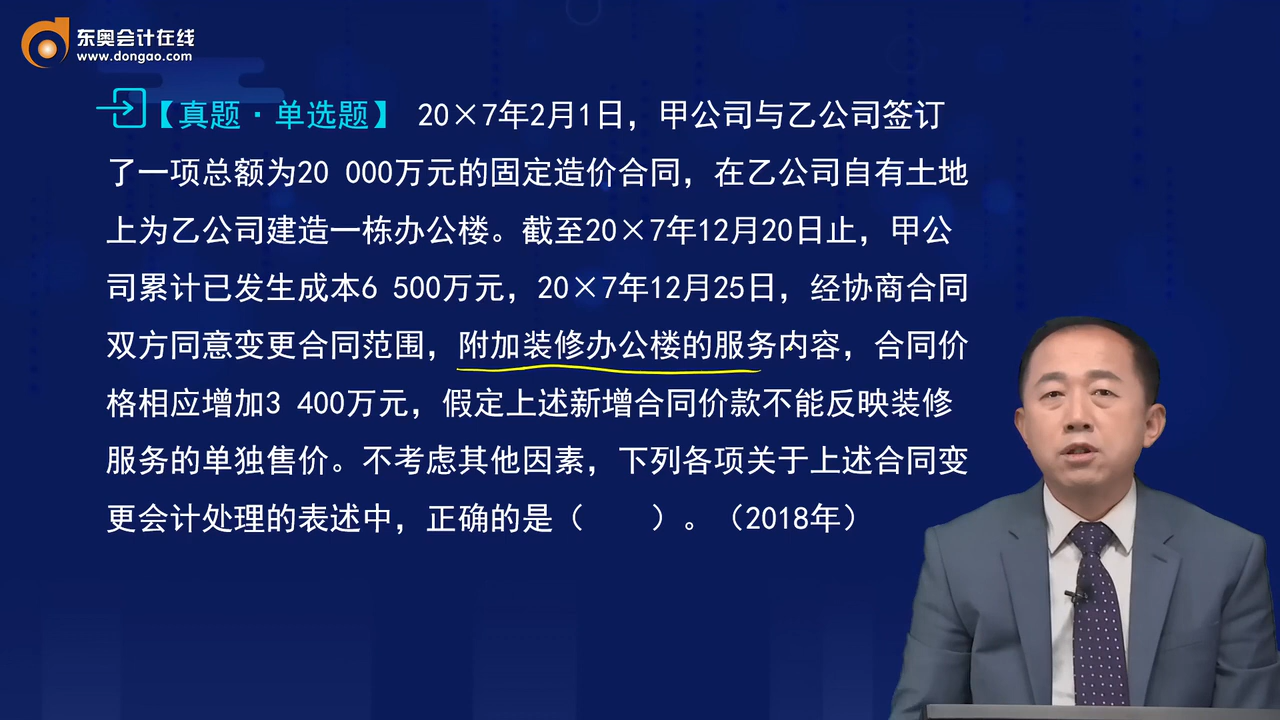 东奥会计在线
www.dongao.com
【真题·单选题】 20×7年2月1日，甲公司与乙公司签订
了一项总额为20 000万元的固定造价合同，在乙公司自有土地
上为乙公司建造一栋办公楼。截至20×7年12月20日止，甲公
司累计已发生成本6 500万元，20×7年12月25日，经协商合同
双方同意变更合同范围，附加装修办公楼的服务内容，合同价
格相应增加3 400万元，假定上述新增合同价款不能反映装修
服务的单独售价。不考虑其他因素，下列各项关于上述合同变
更会计处理的表述中，正确的是（　　）。（2018年）